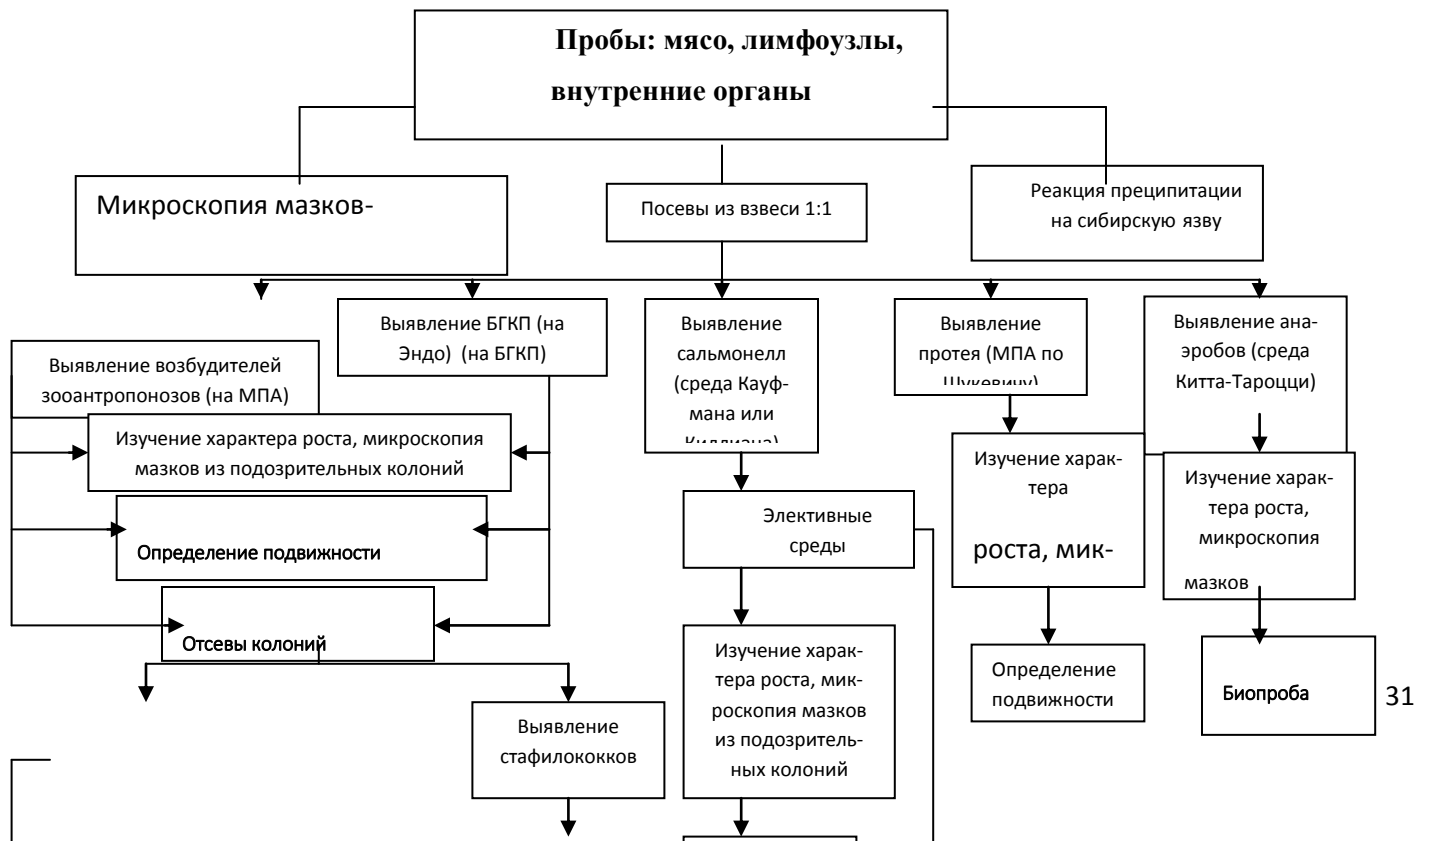 Пробы: мясо, лимфоузлы,
внутренние органы
Микроскопия мазков-
Посевы из взвеси 1:1
Реакция преципитации
на сибирскую язву
Выявление возбудителей
зооантропонозов (на МПА)
Выявление БГКП (на
Эндо) (на БГКП)
Выявление
сальмонелл
(среда Кауф-
мана или
Киллиана)
Выявление
протея (МПА по
Шукевичу)
Выявление ана-
эробов (среда
Китта-Тароцци)
Изучение характера роста, микроскопия
мазков из подозрительных колоний
Определение подвижности
Отсевы колоний
Элективные
среды
Изучение харак-
тера
роста, мик-
Изучение харак-
тера роста,
микроскопия
мазков
Изучение харак-
тера роста, мик-
роскопия мазков
из подозритель-
ных колоний
Определение
подвижности
Биопроба
31
Выявление
стафилококков